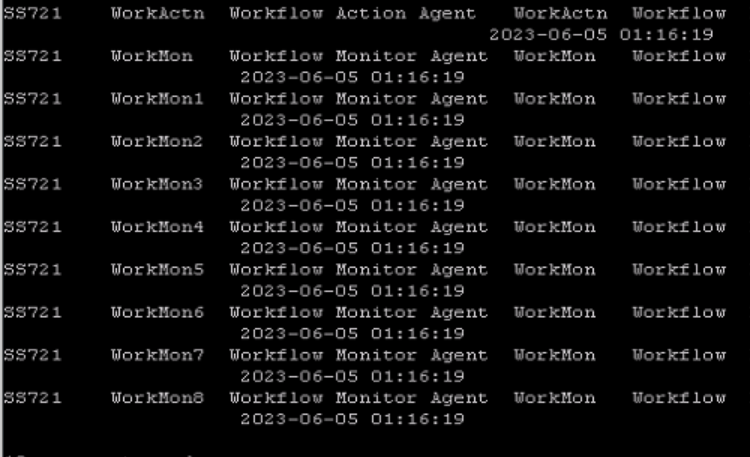 SS721 WorkActn Workflow Action Agent WorkActn Workflow
2023-06-05 01:16:19
SS721 WorkMon Workflow Monitor Agent WorkMon Workflow
2023-06-05 01:16:19
SS721 WorkMon1 Workflow Monitor Agent WorkMon Workflow
2023-06-05 01:16:19
SS721 WorkMon2 Workflow Monitor Agent WorkMon Workflow
2023-06-05 01:16:19
SS721 WorkMon3 Workflow Monitor Agent WorkMon Workflow
2023-06-05 01:16:19
SS721 WorkMon4 Workflow Monitor Agent WorkMon Workflow
2023-06-05 01:16:19
SS721 WorkMon5 Workflow Monitor Agent WorkMon Workflow
2023-06-05 01:16:19
SS721 WorkMon6 Workflow Monitor Agent WorkMon Workflow
2023-06-05 01:16:19
SS721 WorkMon7 Workflow Monitor Agent WorkMon Workflow
2023-06-05 01:16:19
SS721 WorkMon8 Workflow Monitor Agent WorkMon Workflow
2023-06-05 01:16:19